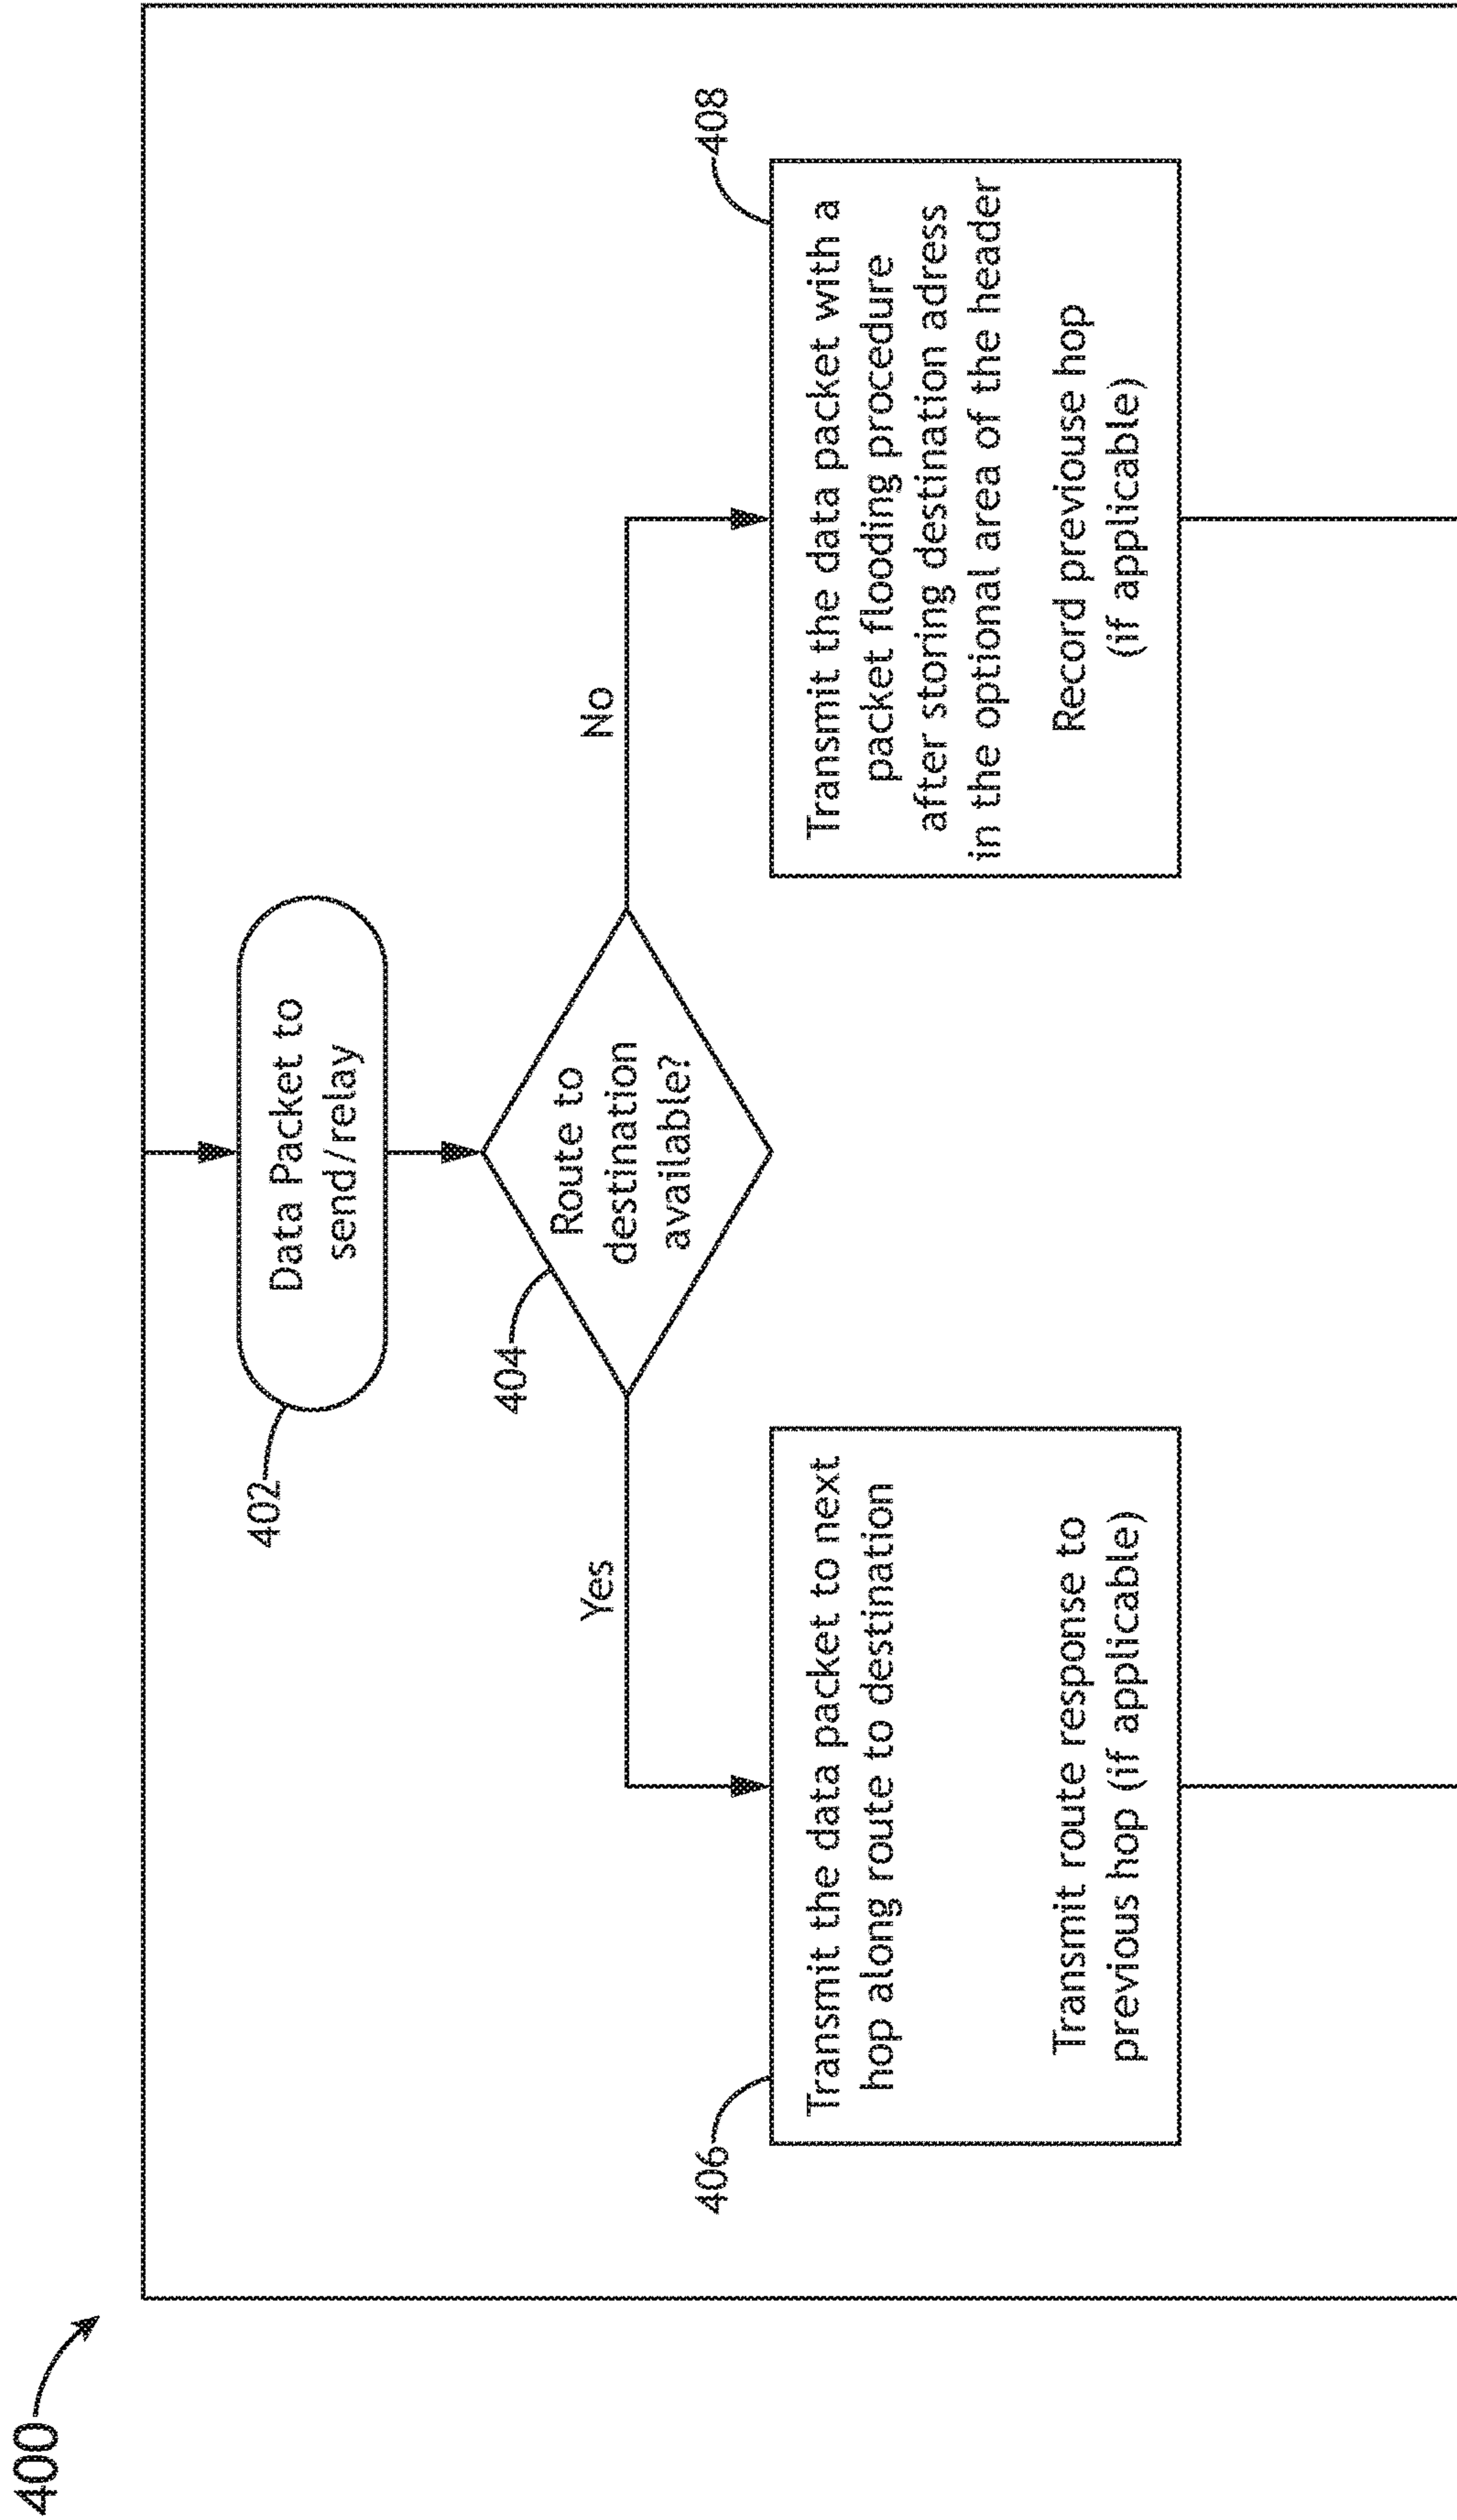 400
402
Data Packet to
send/relay
404
Route to
destination
available?
Yes
No
406
Transmit the data packet to next
hop along route to destination
Transmit route response to
previous hop (if applicable)
408
Transmit the data packet with a
packet flooding procedure
after storing destination adress
in the optional area of the header
Record previouse hop
(if applicable)